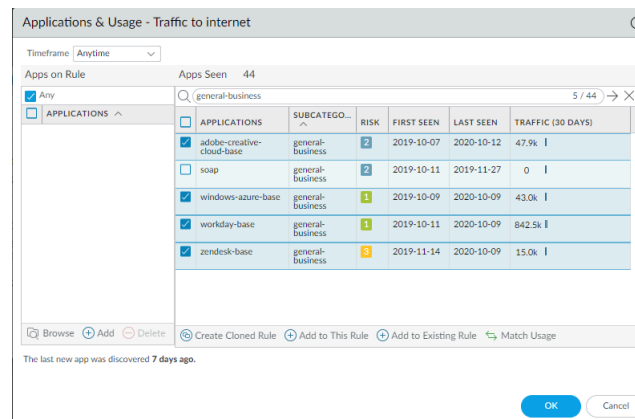 Applications & Usage - Traffic to internet
Timeframe Anytime
Apps on Rule
Apps Seen 44
Any
general-business 5 / 44
APPLICATIONS
APPLICATIONS SUBCATEGO... RISK FIRST SEEN LAST SEEN TRAFFIC (30 DAYS)
adobe-creative-cloud-base general-business 2 2019-10-07 2020-10-12 47.9k
soap general-business 2 2019-10-11 2019-11-27 0
windows-azure-base general-business 1 2019-10-09 2020-10-09 43.0k
workday-base general-business 1 2019-10-11 2020-10-09 842.5k
zendesk-base general-business 3 2019-11-14 2020-10-09 15.0k
Browse Add Delete
Create Cloned Rule Add to This Rule Add to Existing Rule Match Usage
The last new app was discovered 7 days ago.
OK Cancel